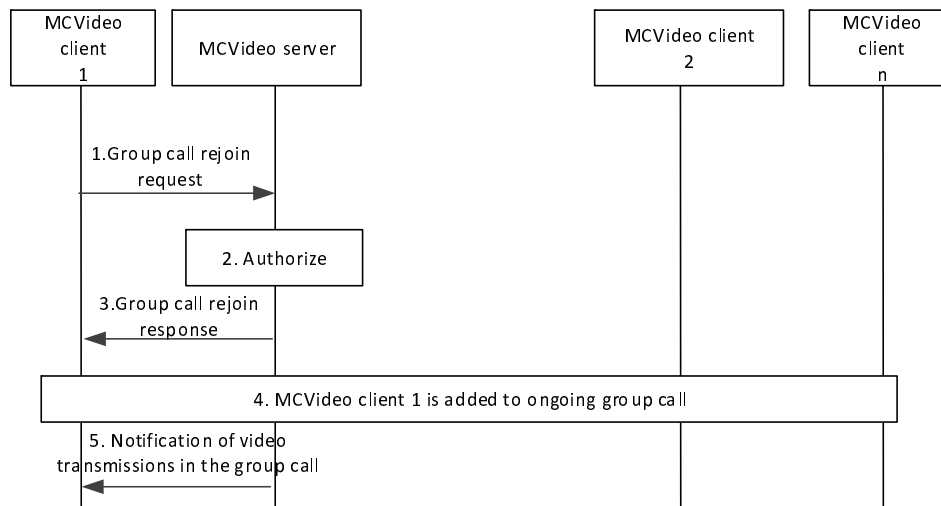 MCVideo
client
1
MCVideo server
MCVideo client
2
MCVideo
client
n
1.Group call rejoin
request
2. Authorize
3.Group call rejoin
response
4. MCVideo client 1 is added to ongoing group call
5. Notification of video
transmissions in the group call